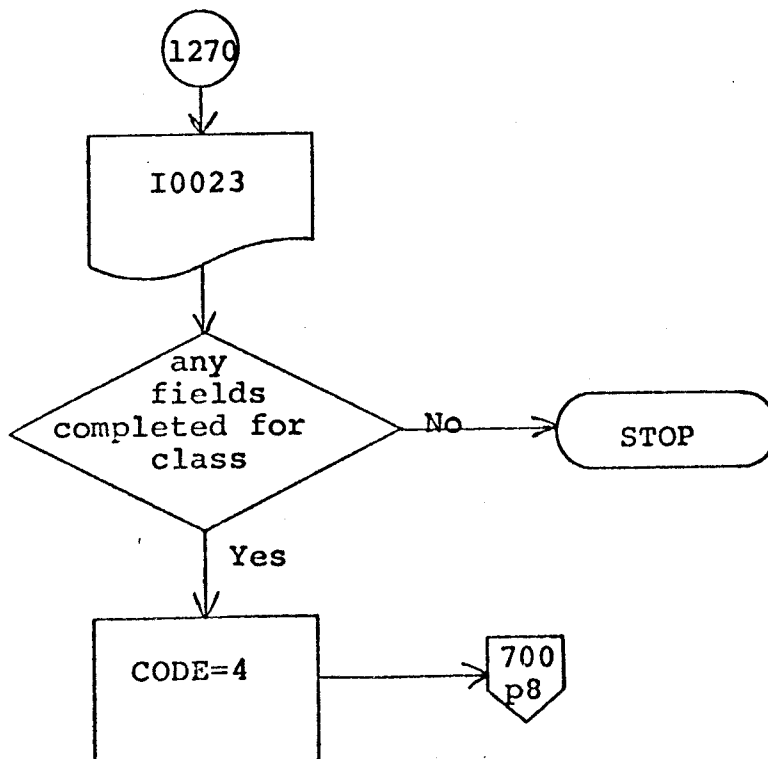 1270
I0023
any
fields
completed for
class
No
STOP
Yes
CODE=4
700
p8